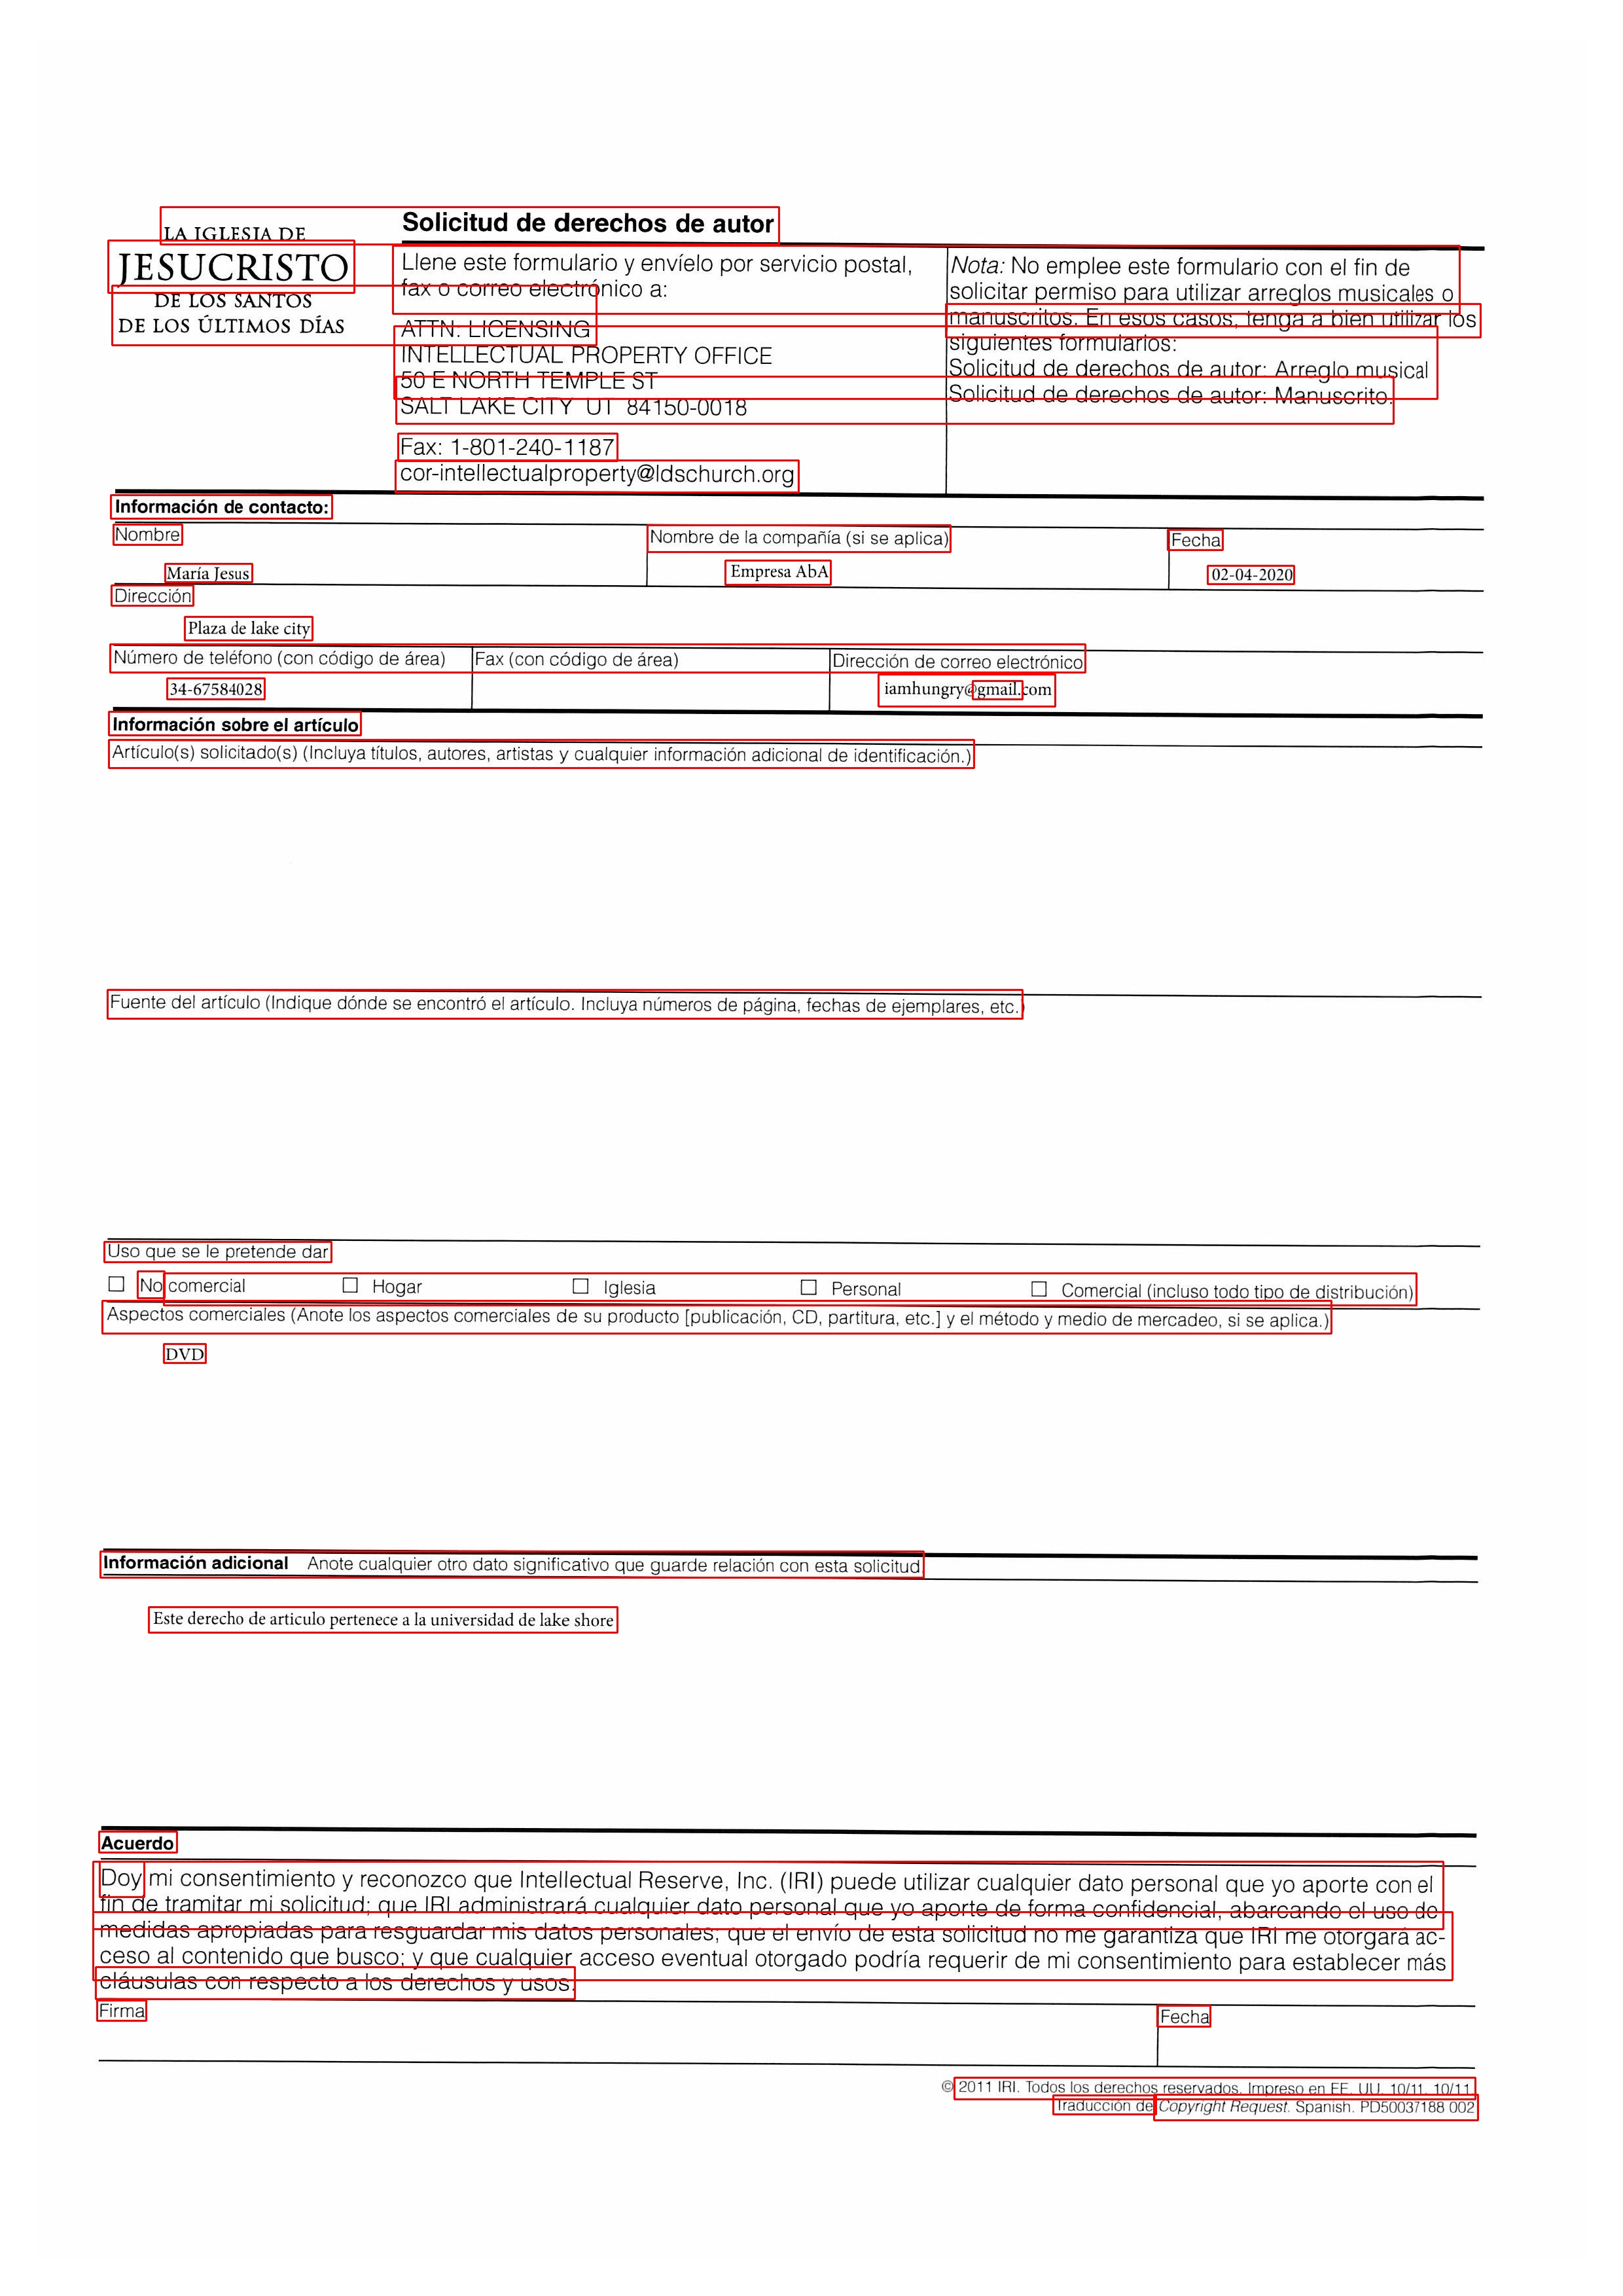 LA IGLESIA DE
JESUCRISTO
DE LOS SANTOS
DE LOS ÚLTIMOS DÍAS
Solicitud de derechos de autor
Llene este formulario y envíelo por servicio postal,
fax o correo electrónico a:
ATTN: LICENSING
INTELLECTUAL PROPERTY OFFICE
50 E NORTH TEMPLE ST
SALT LAKE CITY UT 84150-0018
Fax: 1-801-240-1187
cor-intellectualproperty@ldschurch.org
Nota: No emplee este formulario con el fin de
solicitar permiso para utilizar arreglos musicales o
manuscritos. En esos casos, tenga a bien utilizar los
siguientes formularios:
Solicitud de derechos de autor: Arreglo musical
Solicitud de derechos de autor: Manuscrito.
Información de contacto:
Nombre
María Jesus
Nombre de la compañía (si se aplica)
Empresa AbA
Fecha
02-04-2020
Dirección
Plaza de lake city
Número de teléfono (con código de área)
34-67584028
Fax (con código de área)
Dirección de correo electrónico
iamhungry@gmail.com
Información sobre el artículo
Artículo(s) solicitado(s) (Incluya títulos, autores, artistas y cualquier información adicional de identificación.)
Fuente del artículo (Indique dónde se encontró el artículo. Incluya números de página, fechas de ejemplares, etc.)
Uso que se le pretende dar
☐ No comercial ☐ Hogar ☐ Iglesia ☐ Personal ☐ Comercial (incluso todo tipo de distribución)
Aspectos comerciales (Anote los aspectos comerciales de su producto [publicación, CD, partitura, etc.] y el método y medio de mercadeo, si se aplica.)
DVD
Información adicional Anote cualquier otro dato significativo que guarde relación con esta solicitud
Este derecho de articulo pertenece a la universidad de lake shore
Acuerdo
Doy mi consentimiento y reconozco que Intellectual Reserve, Inc. (IRI) puede utilizar cualquier dato personal que yo aporte con el
fin de tramitar mi solicitud; que IRI administrará cualquier dato personal que yo aporte de forma confidencial, abarcando el uso de
medidas apropiadas para resguardar mis datos personales; que el envío de esta solicitud no me garantiza que IRI me otorgará ac-
ceso al contenido que busco; y que cualquier acceso eventual otorgado podría requerir de mi consentimiento para establecer más
cláusulas con respecto a los derechos y usos.
Firma
Fecha
© 2011 IRI. Todos los derechos reservados. Impreso en EE. UU. 10/11. 10/11.
Traducción de Copyright Request. Spanish. PD50037188 002